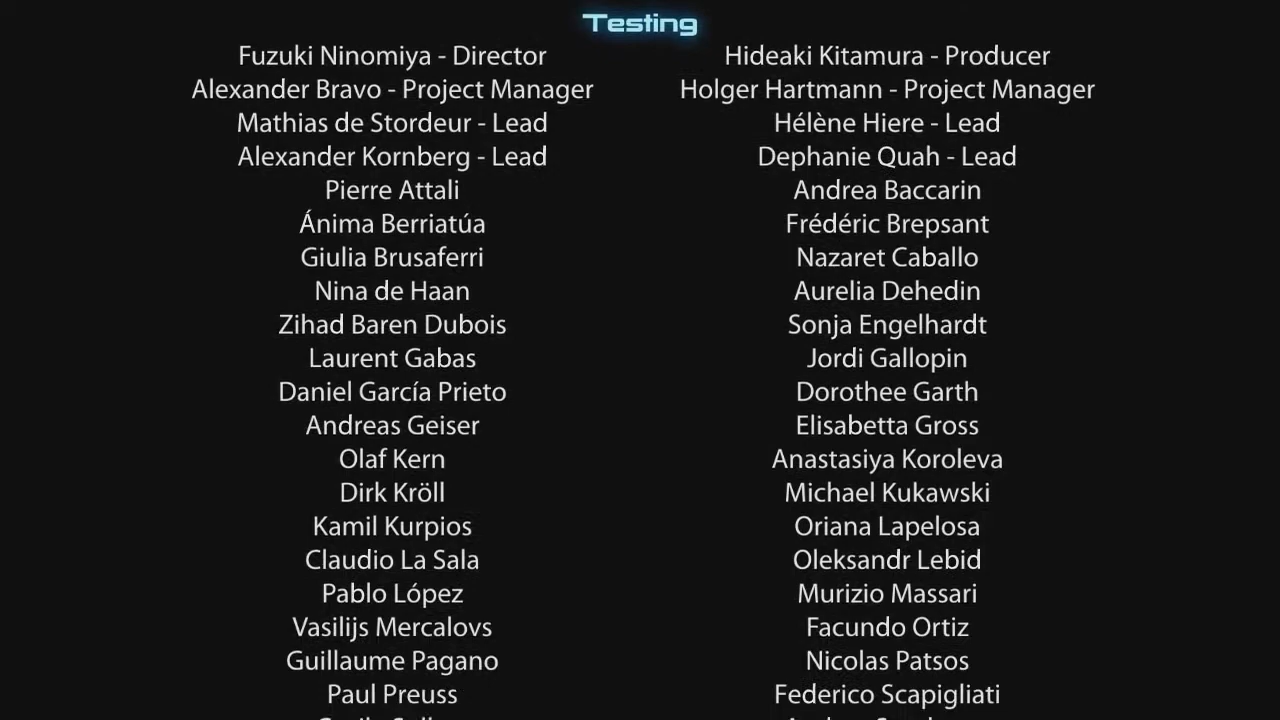 Testing
Fuzuki Ninomiya - Director
Hideaki Kitamura - Producer
Alexander Bravo - Project Manager
Holger Hartmann - Project Manager
Mathias de Stordeur - Lead
Hélène Hiere - Lead
Alexander Kornberg - Lead
Dephanie Quah - Lead
Pierre Attali
Andrea Baccarin
Ánima Berriatúa
Frédéric Brepsant
Giulia Brusaferri
Nazaret Caballo
Nina de Haan
Aurelia Dehedin
Zihad Baren Dubois
Sonja Engelhardt
Laurent Gabas
Jordi Gallopin
Daniel García Prieto
Dorothee Garth
Andreas Geiser
Elisabetta Gross
Olaf Kern
Anastasiya Koroleva
Dirk Kröll
Michael Kukawski
Kamil Kurpios
Oriana Lapelosa
Claudio La Sala
Oleksandr Lebid
Pablo López
Murizio Massari
Vasilijs Mercalovs
Facundo Ortiz
Guillaume Pagano
Nicolas Patsos
Paul Preuss
Federico Scapigliati